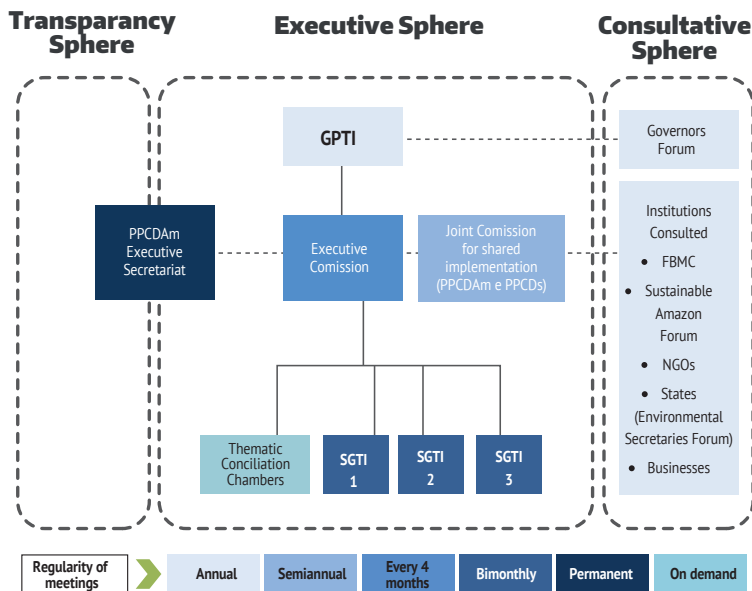 Transparancy
Sphere
Executive Sphere
Consultative
Sphere
GPTI
Governors
Forum
PPCDAm
Executive
Secretariat
Executive
Comission
Joint Comission
for shared
implementation
(PPCDAm e PPCDs)
Institutions
Consulted
• FBMC
• Sustainable
Amazon
Forum
• NGOs
• States
(Environmental
Secretaries Forum)
• Businesses
Thematic
Conciliation
Chambers
SGTI
1
SGTI
2
SGTI
3
Regularity of
meetings
Annual
Semiannual
Every 4
months
Bimonthly
Permanent
On demand